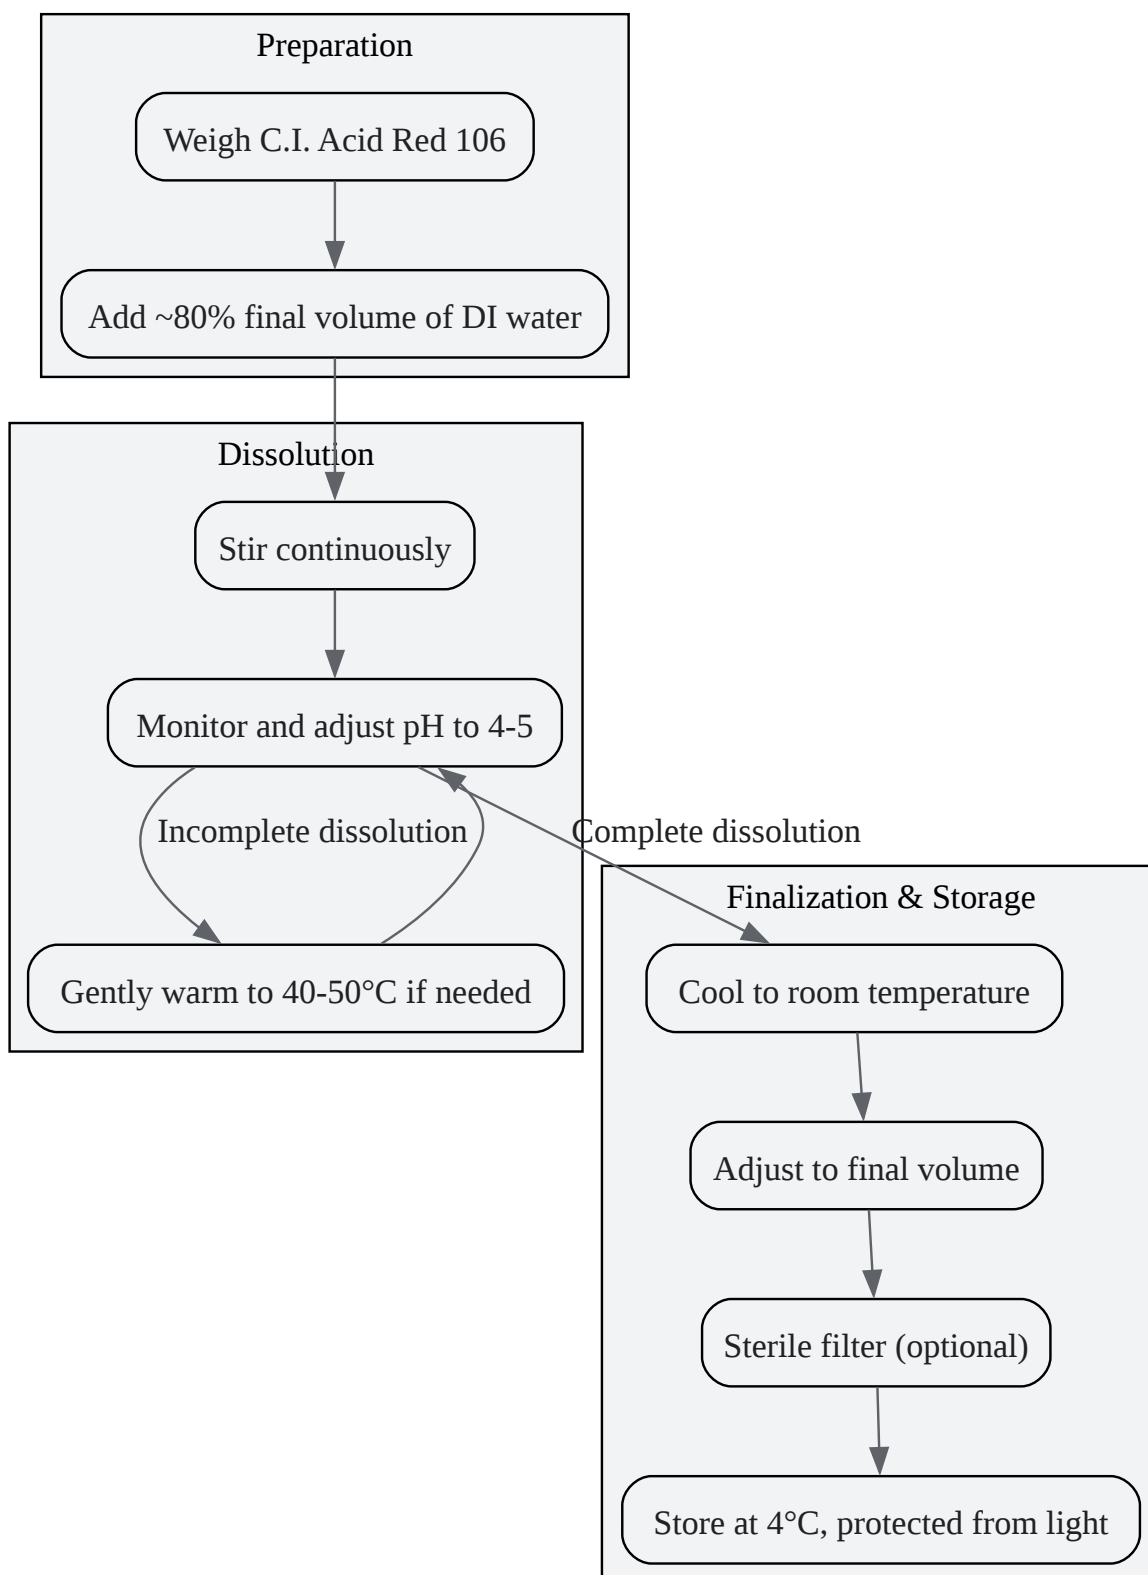 Preparation
Weigh C.I. Acid Red 106
Add ~80% final volume of DI water
Dissolution
Stir continuously
Monitor and adjust pH to 4-5
Incomplete dissolution
Complete dissolution
Gently warm to 40-50°C if needed
Finalization & Storage
Cool to room temperature
Adjust to final volume
Sterile filter (optional)
Store at 4°C, protected from light